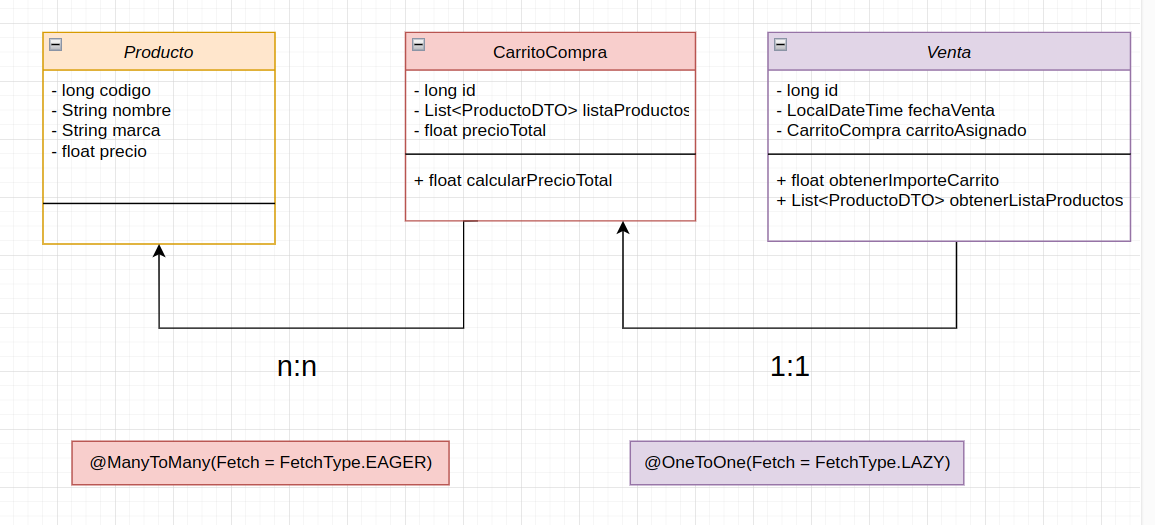 Producto
- long codigo
- String nombre
- String marca
- float precio
CarritoCompra
- long id
- List<ProductoDTO> listaProductos
- float precioTotal
+ float calcularPrecioTotal
Venta
- long id
- LocalDateTime fechaVenta
- CarritoCompra carritoAsignado
+ float obtenerImporteCarrito
+ List<ProductoDTO> obtenerListaProductos
n:n
1:1
@ManyToMany(Fetch = FetchType.EAGER)
@OneToOne(Fetch = FetchType.LAZY)